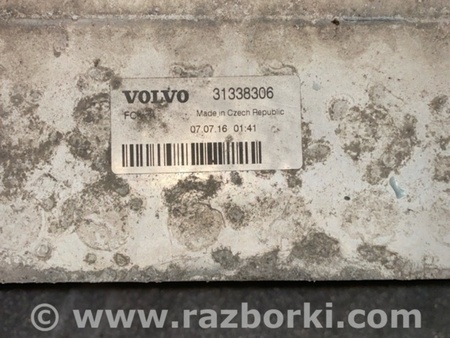 VOLVO 31338306
Made in Czech Republic
07.07.16 01:41
© www.razborki.com